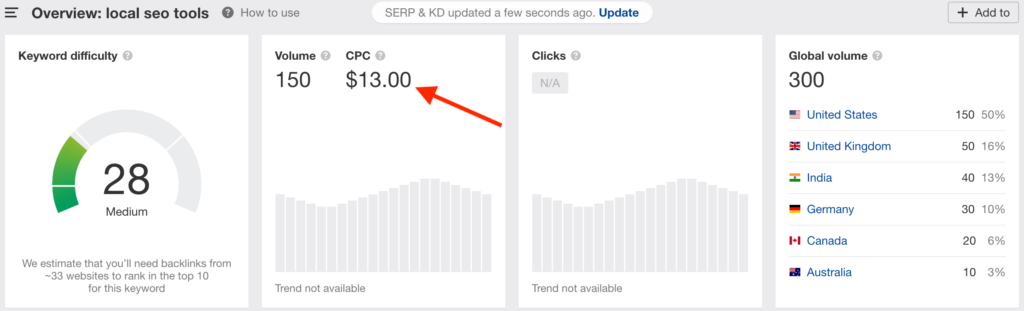 Overview: local seo tools
How to use
SERP & KD updated a few seconds ago. Update
+ Add to
Keyword difficulty
28
Medium
We estimate that you'll need backlinks from
~33 websites to rank in the top 10
for this keyword
Volume CPC
150 $13.00
Trend not available
Clicks
N/A
Trend not available
Global volume
300
United States 150 50%
United Kingdom 50 16%
India 40 13%
Germany 30 10%
Canada 20 6%
Australia 10 3%